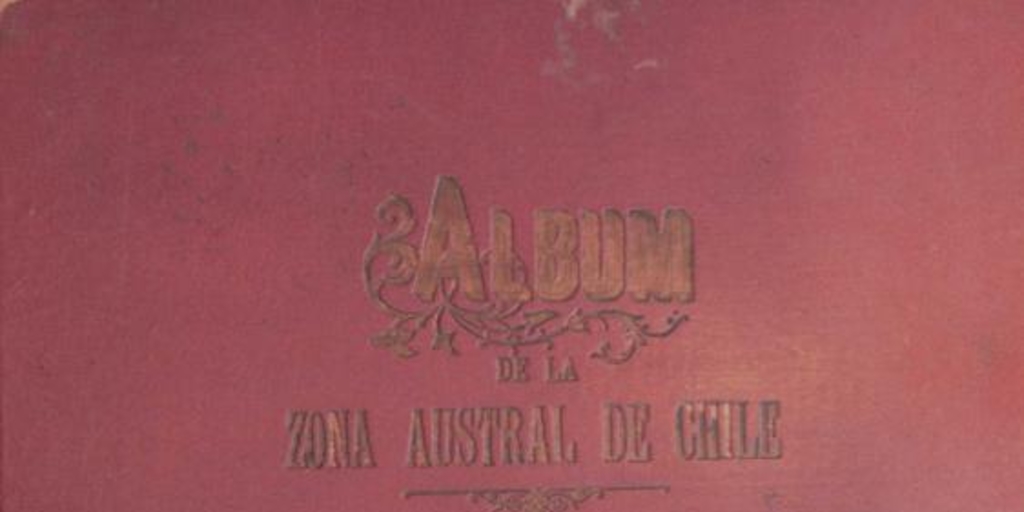 ALBUM
DE LA
ZONA AUSTRAL DE CHILE